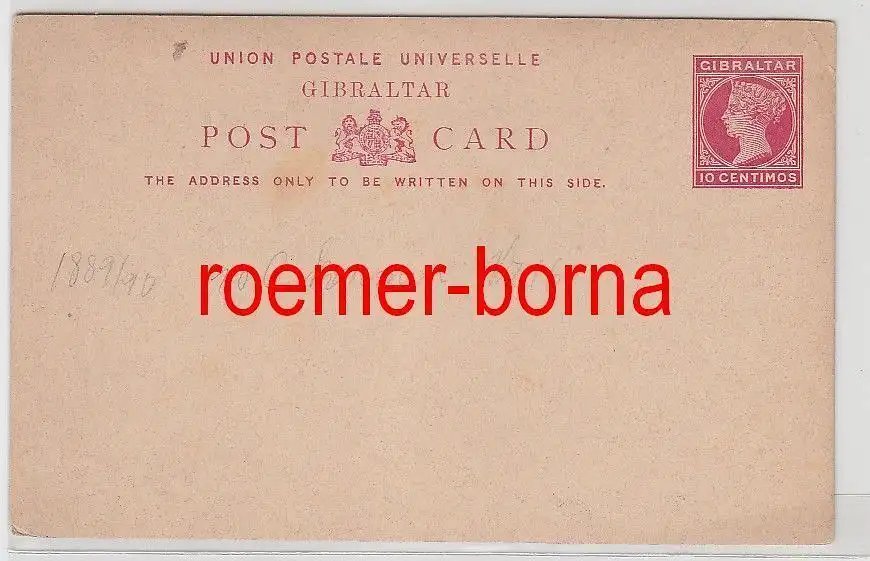 UNION POSTALE UNIVERSELLE
GIBRALTAR
POST CARD
THE ADDRESS ONLY TO BE WRITTEN ON THIS SIDE.
GIBRALTAR
10 CENTIMOS
1889/90
roemer-borna